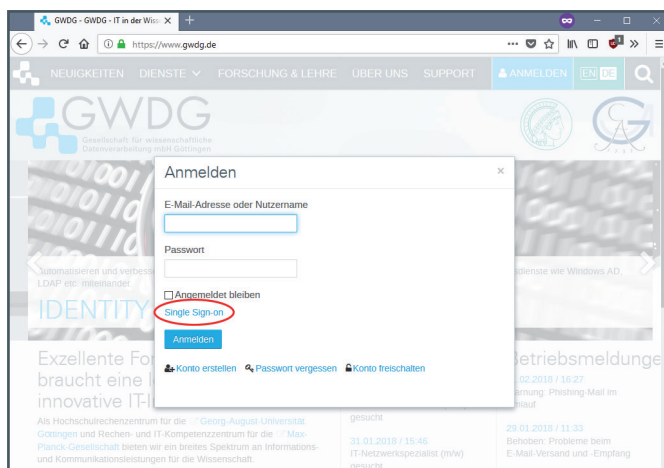 GWDG - GWDG - IT in der Wiss
https://www.gwdg.de
NEUIGKEITEN DIENSTE FORSCHUNG & LEHRE ÜBER UNS SUPPORT ANMELDEN EN DE
GWDG
Gesellschaft für wissenschaftliche
Datenverarbeitung mbH Göttingen
Anmelden
E-Mail-Adresse oder Nutzername
Passwort
Angemeldet bleiben
Single Sign-on
Anmelden
Konto erstellen Passwort vergessen Konto freischalten
Automatisieren und verbess
dienste wie Windows AD,
LDAP etc. miteinander
IDENTITY
Exzellente For
braucht eine l
innovative IT-I
Als Hochschulrechenzentrum für die Georg-August-Universität
Göttingen und Rechen- und IT-Kompetenzzentrum für die Max-
Planck-Gesellschaft bieten wir ein breites Spektrum an Informations-
und Kommunikationsleistungen für die Wissenschaft.
gesucht
31.01.2018 / 15:46
IT-Netzwerkspezialist (m/w)
gesucht
Betriebsmeldunge
.02.2018 / 16:27
Warnung: Phishing-Mail im
Umlauf
29.01.2018 / 11:33
Behoben: Probleme beim
E-Mail-Versand und -Empfang